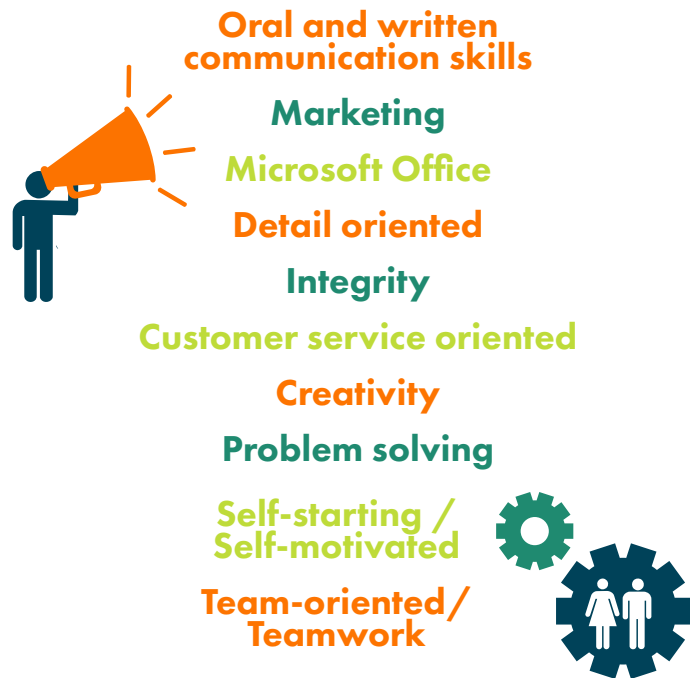 Oral and written
communication skills
Marketing
Microsoft Office
Detail oriented
Integrity
Customer service oriented
Creativity
Problem solving
Self-starting /
Self-motivated
Team-oriented/
Teamwork